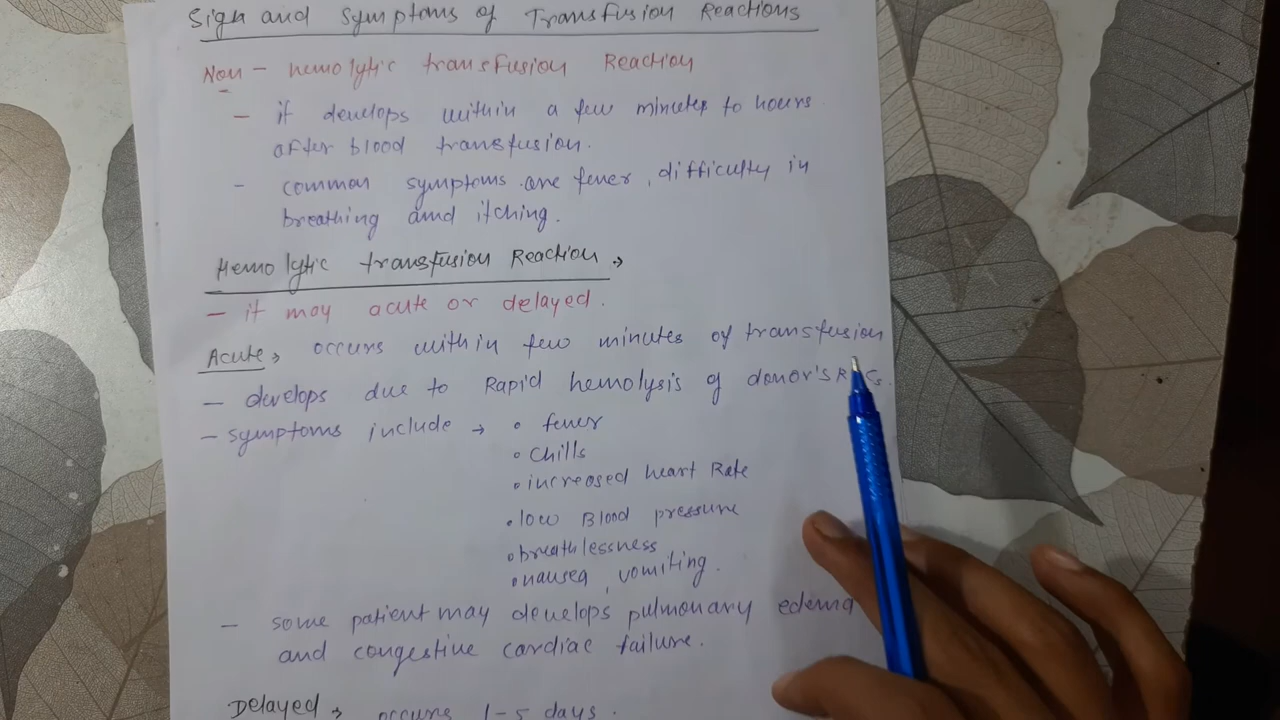 Sign and Symptoms of Transfusion Reactions
Non - hemolytic transfusion Reaction
- it develops within a few minutes to hours
after blood transfusion.
- common symptoms are fever, difficulty in
breathing and itching.
Hemolytic transfusion Reaction →
- it may acute or delayed.
Acute → occurs within few minutes of transfusion
- develops due to Rapid hemolysis of donor's RBCs.
- symptoms include → • fever
• chills
• increased heart Rate
• low Blood pressure
• breathlessness
• nausea, vomiting.
- some patient may develops pulmonary edema
and congestive cardiac failure.
Delayed → occurs 1-5 days.